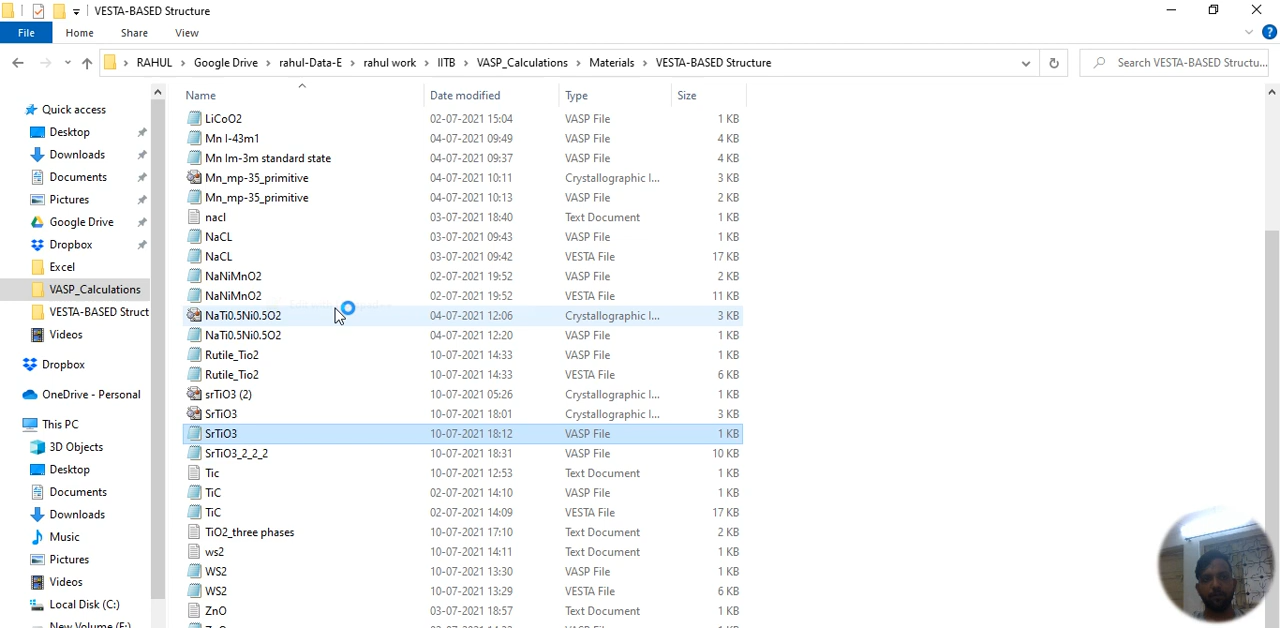 VESTA-BASED Structure
File Home Share View
RAHUL > Google Drive > rahul-Data-E > rahul work > IITB > VASP_Calculations > Materials > VESTA-BASED Structure
Search VESTA-BASED Structu...
Name Date modified Type Size
Quick access
Desktop
Downloads
Documents
Pictures
Google Drive
Dropbox
Excel
VASP_Calculations
VESTA-BASED Struct
Videos
Dropbox
OneDrive - Personal
This PC
3D Objects
Desktop
Documents
Downloads
Music
Pictures
Videos
Local Disk (C:)
New Volume (E:)
LiCoO2 02-07-2021 15:04 VASP File 1 KB
Mn I-43m1 04-07-2021 09:49 VASP File 4 KB
Mn Im-3m standard state 04-07-2021 09:37 VASP File 4 KB
Mn_mp-35_primitive 04-07-2021 10:11 Crystallographic I... 3 KB
Mn_mp-35_primitive 04-07-2021 10:13 VASP File 2 KB
nacl 03-07-2021 18:40 Text Document 1 KB
NaCL 03-07-2021 09:43 VASP File 1 KB
NaCL 03-07-2021 09:42 VESTA File 17 KB
NaNiMnO2 02-07-2021 19:52 VASP File 2 KB
NaNiMnO2 02-07-2021 19:52 VESTA File 11 KB
NaTi0.5Ni0.5O2 04-07-2021 12:06 Crystallographic I... 3 KB
NaTi0.5Ni0.5O2 04-07-2021 12:20 VASP File 1 KB
Rutile_Tio2 10-07-2021 14:33 VASP File 1 KB
Rutile_Tio2 10-07-2021 14:33 VESTA File 6 KB
srTiO3 (2) 10-07-2021 05:26 Crystallographic I... 1 KB
SrTiO3 10-07-2021 18:01 Crystallographic I... 3 KB
SrTiO3 10-07-2021 18:12 VASP File 1 KB
SrTiO3_2_2_2 10-07-2021 18:31 VASP File 10 KB
Tic 10-07-2021 12:53 Text Document 1 KB
TiC 02-07-2021 14:10 VASP File 1 KB
TiC 02-07-2021 14:09 VESTA File 17 KB
TiO2_three phases 10-07-2021 17:10 Text Document 2 KB
ws2 10-07-2021 14:11 Text Document 1 KB
WS2 10-07-2021 13:30 VASP File 1 KB
WS2 10-07-2021 13:29 VESTA File 6 KB
ZnO 03-07-2021 18:57 Text Document 1 KB